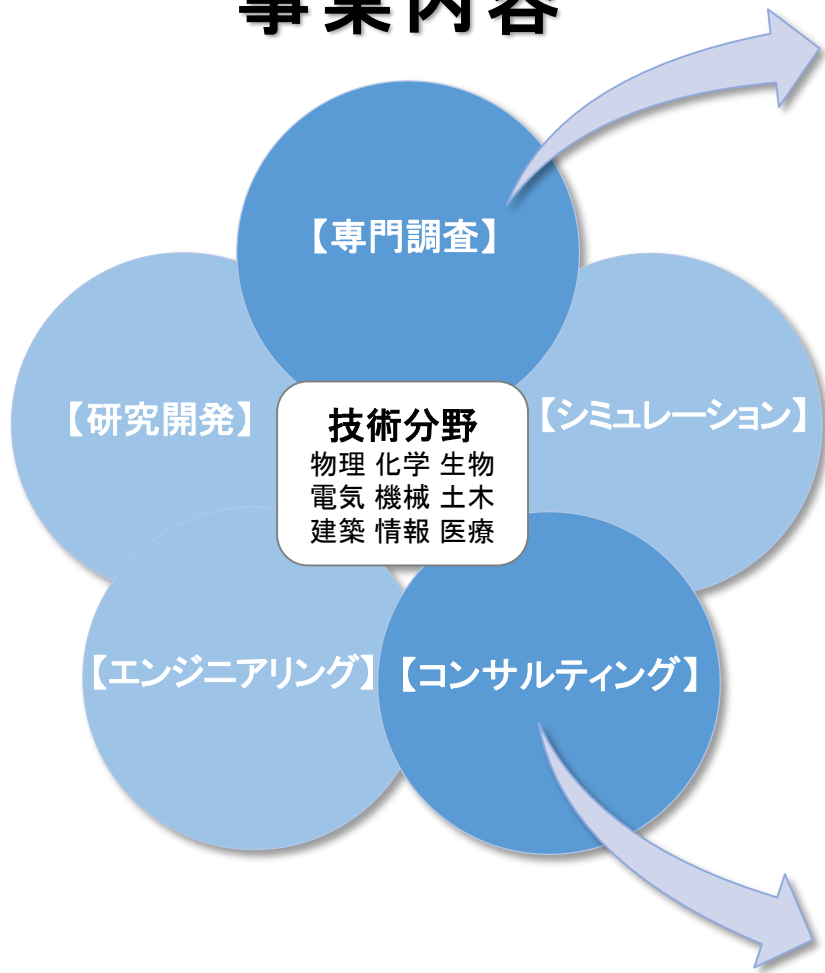 事業内容
【専門調査】
【研究開発】
【シミュレーション】
技術分野
物理 化学 生物
電気 機械 土木
建築 情報 医療
【エンジニアリング】
【コンサルティング】